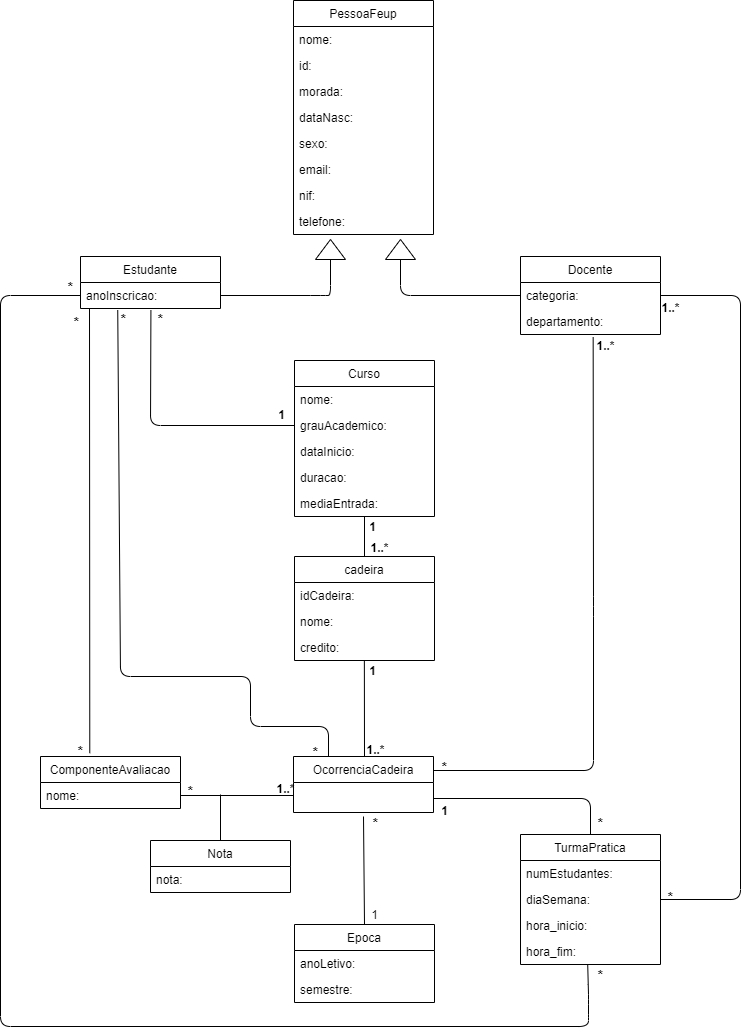 PessoaFeup
nome:
id:
morada:
dataNasc:
sexo:
email:
nif:
telefone:
Estudante
anoInscricao:
*
*
*
*
Docente
categoria:
departamento:
1..*
1..*
Curso
nome:
grauAcademico
dataInicio:
duracao:
mediaEntrada:
1
1
1..*
cadeira
idCadeira:
nome:
credito:
1
1..*
*
*
*
ComponenteAvaliacao
nome:
*
1..*
OcorrenciaCadeira
1
*
*
Nota
nota:
TurmaPratica
numEstudantes:
diaSemana:
hora_inicio:
hora_fim:
*
*
1
Epoca
anoLetivo:
semestre: